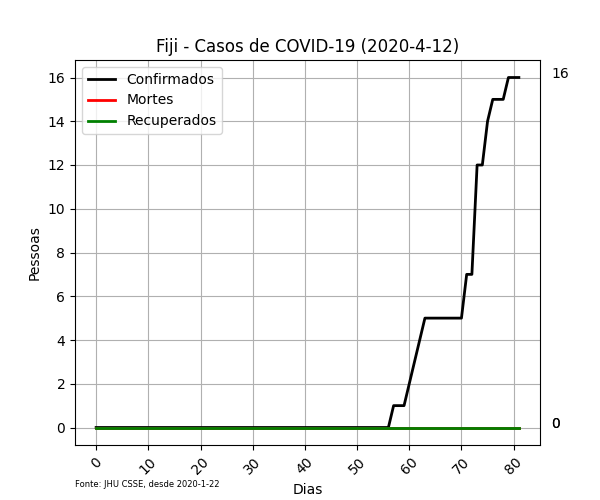 Fiji - Casos de COVID-19 (2020-4-12)
Confirmados
Mortes
Recuperados
16
14
12
10
8
6
4
2
0
Pessoas
16
0
0 10 20 30 40 50 60 70 80
Dias
Fonte: JHU CSSE, desde 2020-1-22